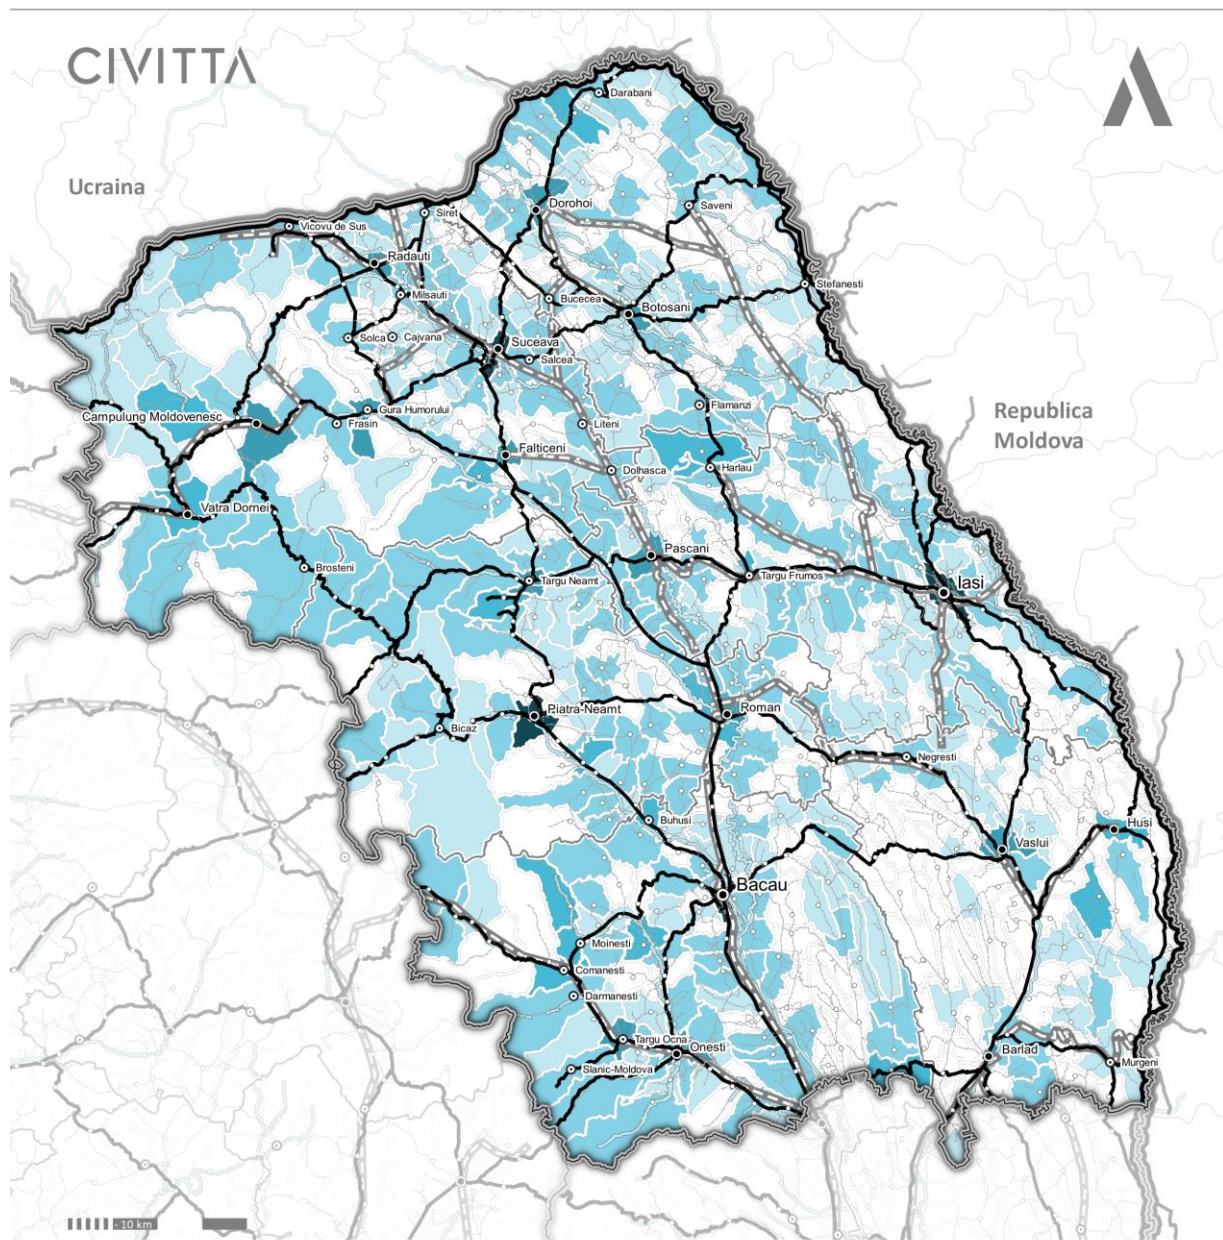 CIVITTA
Darabani
Ucraina
Dorohoi
Saveni
Siret
Vicovu de Sus
Radauti
Stefanesti
Milsauti
Bucecea
Botosani
Solca
Cajvana
Suceava
Salcea
Flamanzi
Republica
Moldova
Campulung Moldovenesc
Gura Humorului
Frasin
Liteni
Falticeni
Dolhasca
Harlau
Vatra Dornei
Pascani
Brosteni
Targu Neamt
Targu Frumos
Iasi
Piatra-Neamt
Roman
Bicaz
Negresti
Buhusi
Husi
Vaslui
Bacau
Moinesti
Comanesti
Darmanesti
Targu Ocna
Onesti
Barlad
Slanic-Moldova
Murgeni
- 10 km